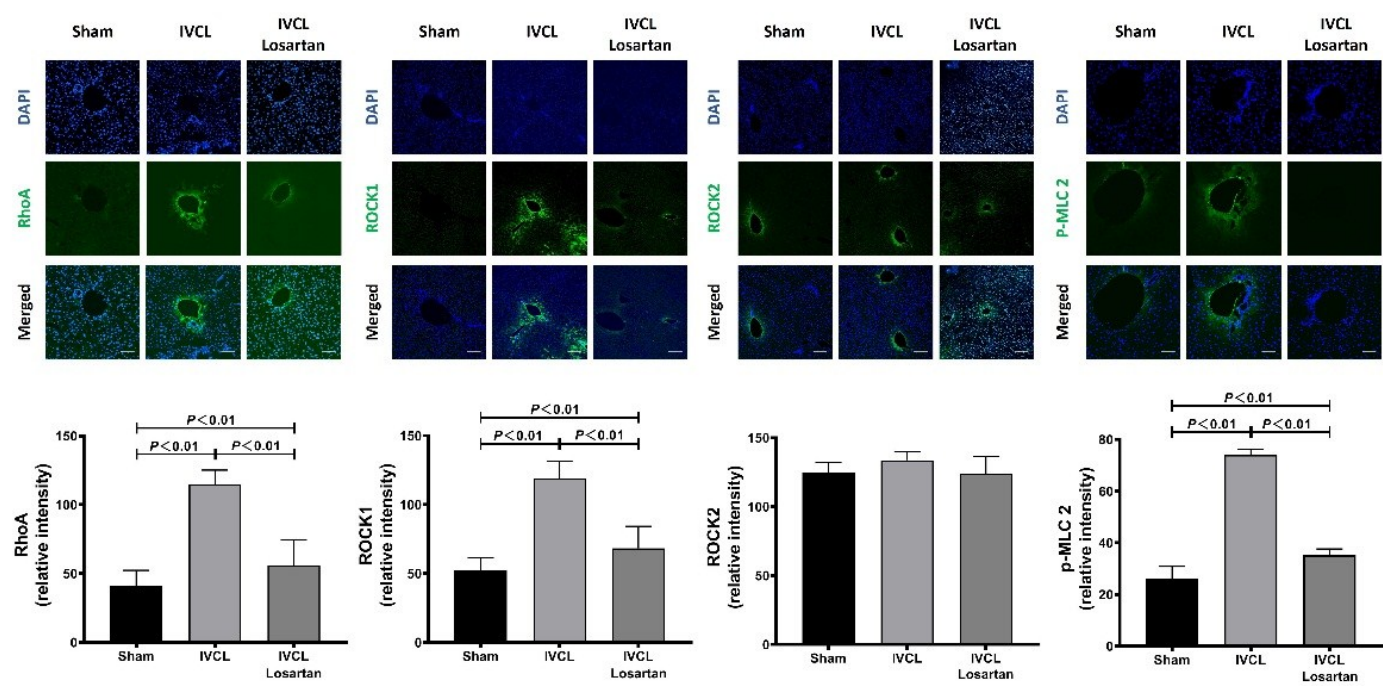 Sham IVCL IVCL Losartan
DAPI
RhoA
Merged
Sham IVCL IVCL Losartan
DAPI
ROCK1
Merged
Sham IVCL IVCL Losartan
DAPI
ROCK2
Merged
Sham IVCL IVCL Losartan
DAPI
P-MLC 2
Merged
P<0.01
P<0.01 P<0.01
150
100
50
0
RhoA
(relative intensity)
Sham IVCL IVCL
Losartan
P<0.01
P<0.01 P<0.01
150
100
50
0
ROCK1
(relative intensity)
Sham IVCL IVCL
Losartan
150
100
50
0
ROCK2
(relative intensity)
Sham IVCL IVCL
Losartan
P<0.01
P<0.01 P<0.01
80
60
40
20
0
p-MLC 2
(relative intensity)
Sham IVCL IVCL
Losartan